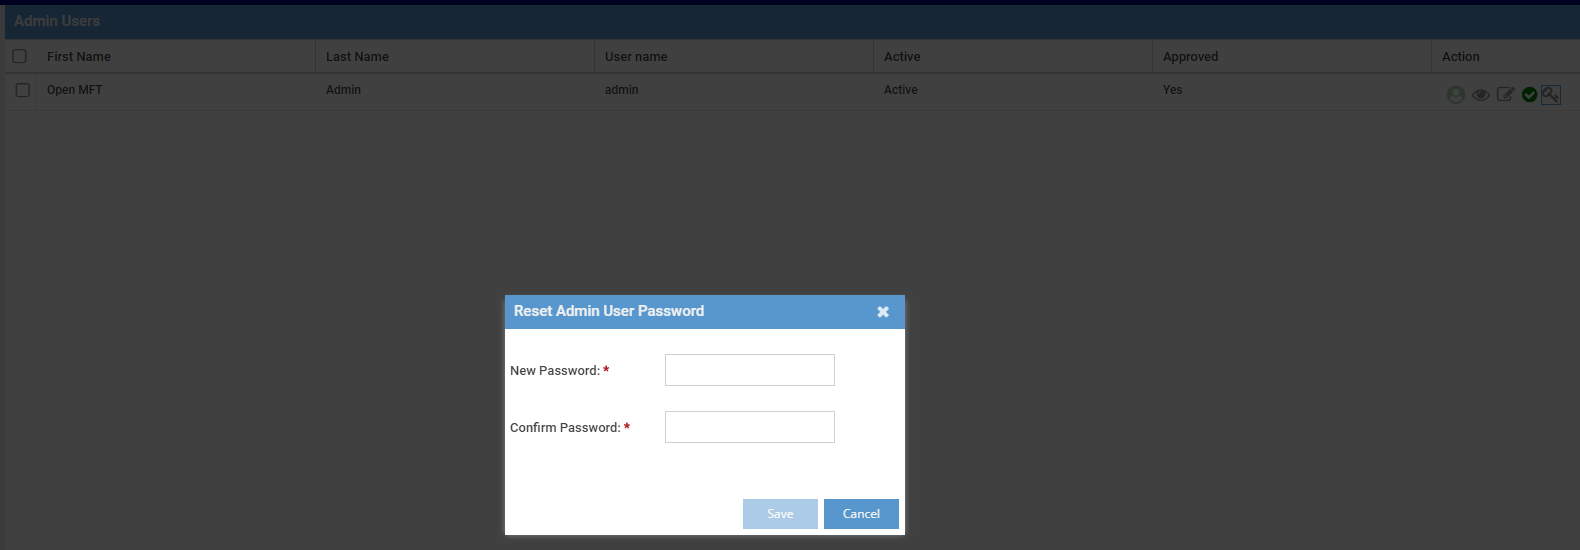 Admin Users
First Name Last Name User name Active Approved Action
Open MFT Admin admin Active Yes
Reset Admin User Password
New Password: *
Confirm Password: *
Save Cancel